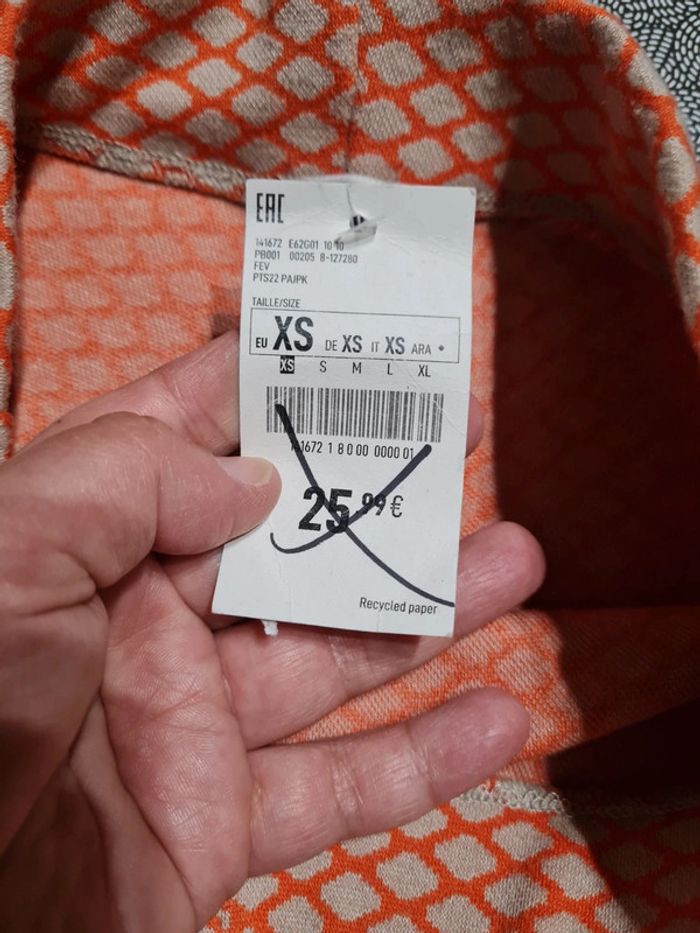 EAC
141672 E62G01 10 10
PB001 00205 8-127280
FEV
PTS22 PAJPK
TAILLE/SIZE
EU XS DE XS IT XS ARA •
XS S M L XL
141672 1 8 0 00 0000 01
25,99€
Recycled paper